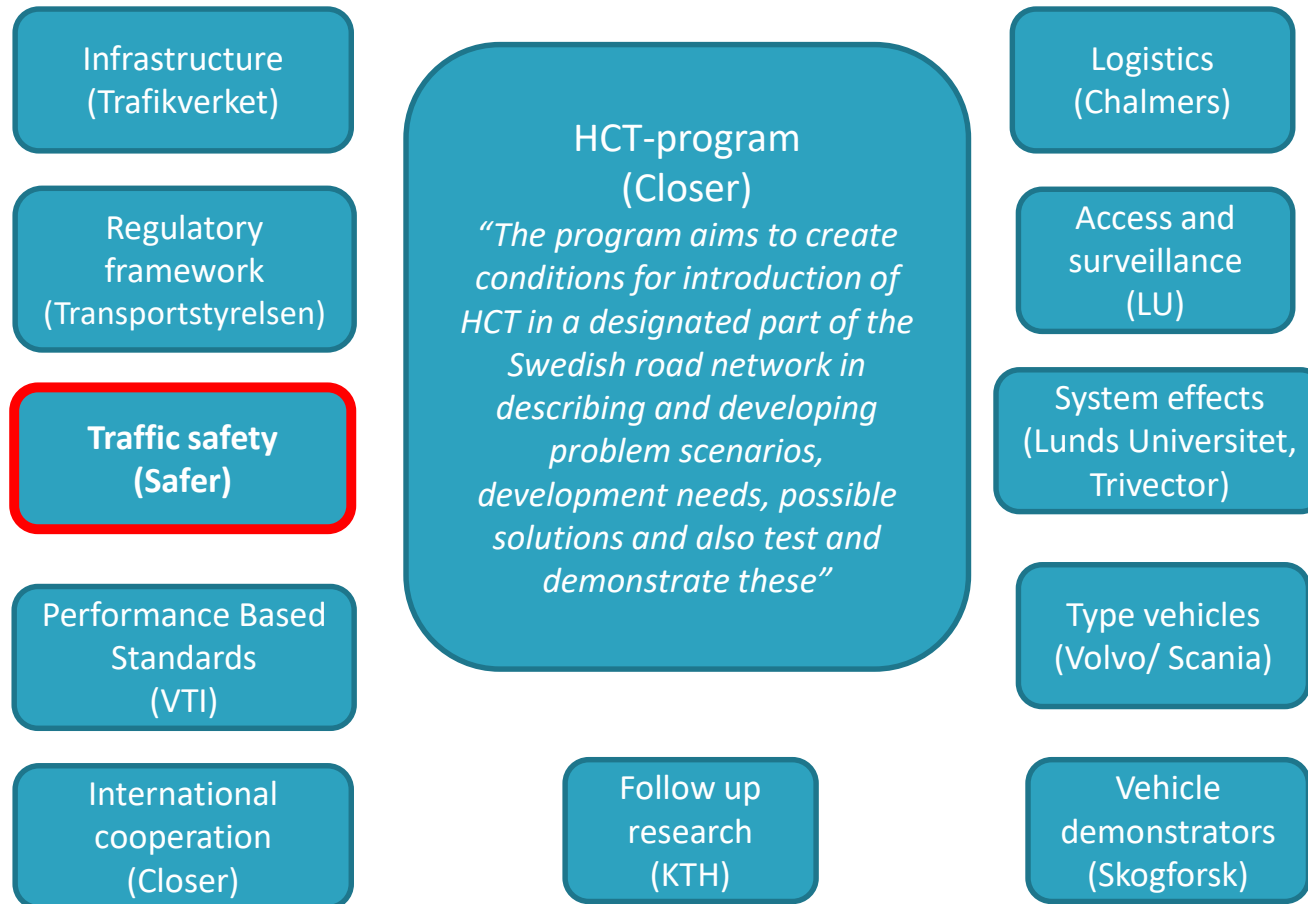 Infrastructure
(Trafikverket)
Regulatory
framework
(Transportstyrelsen)
Traffic safety
(Safer)
Performance Based
Standards
(VTI)
International
cooperation
(Closer)
HCT-program
(Closer)
“The program aims to create
conditions for introduction of
HCT in a designated part of the
Swedish road network in
describing and developing
problem scenarios,
development needs, possible
solutions and also test and
demonstrate these”
Follow up
research
(KTH)
Logistics
(Chalmers)
Access and
surveillance
(LU)
System effects
(Lunds Universitet,
Trivector)
Type vehicles
(Volvo/ Scania)
Vehicle
demonstrators
(Skogforsk)